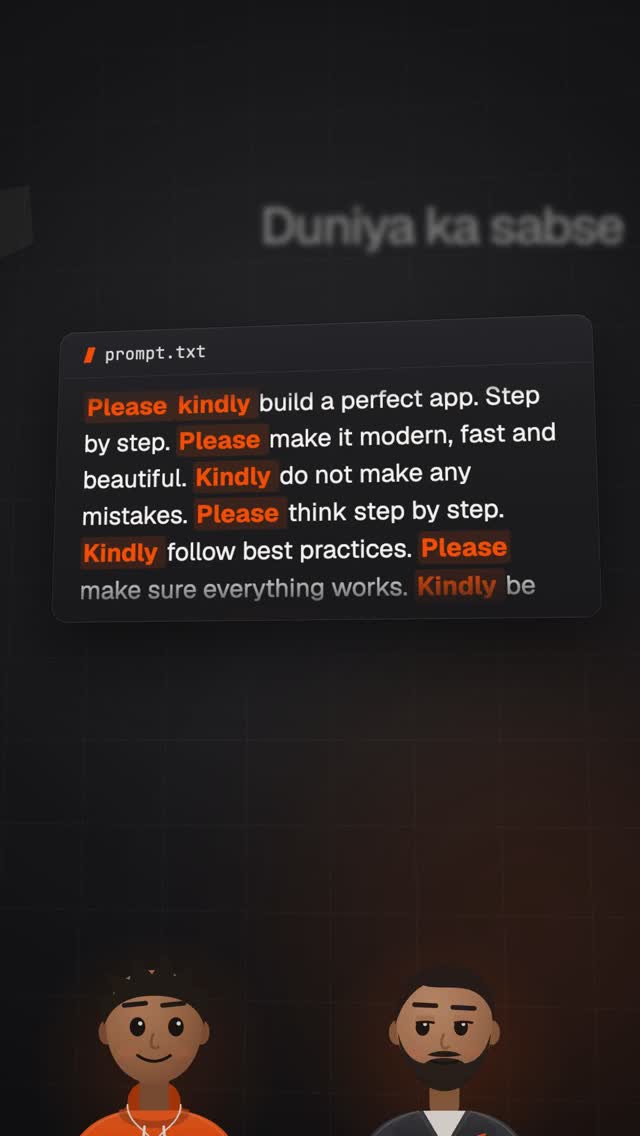 Duniya ka sabse
prompt.txt
Please kindly build a perfect app. Step
by step. Please make it modern, fast and
beautiful. Kindly do not make any
mistakes. Please think step by step.
Kindly follow best practices. Please
make sure everything works. Kindly be